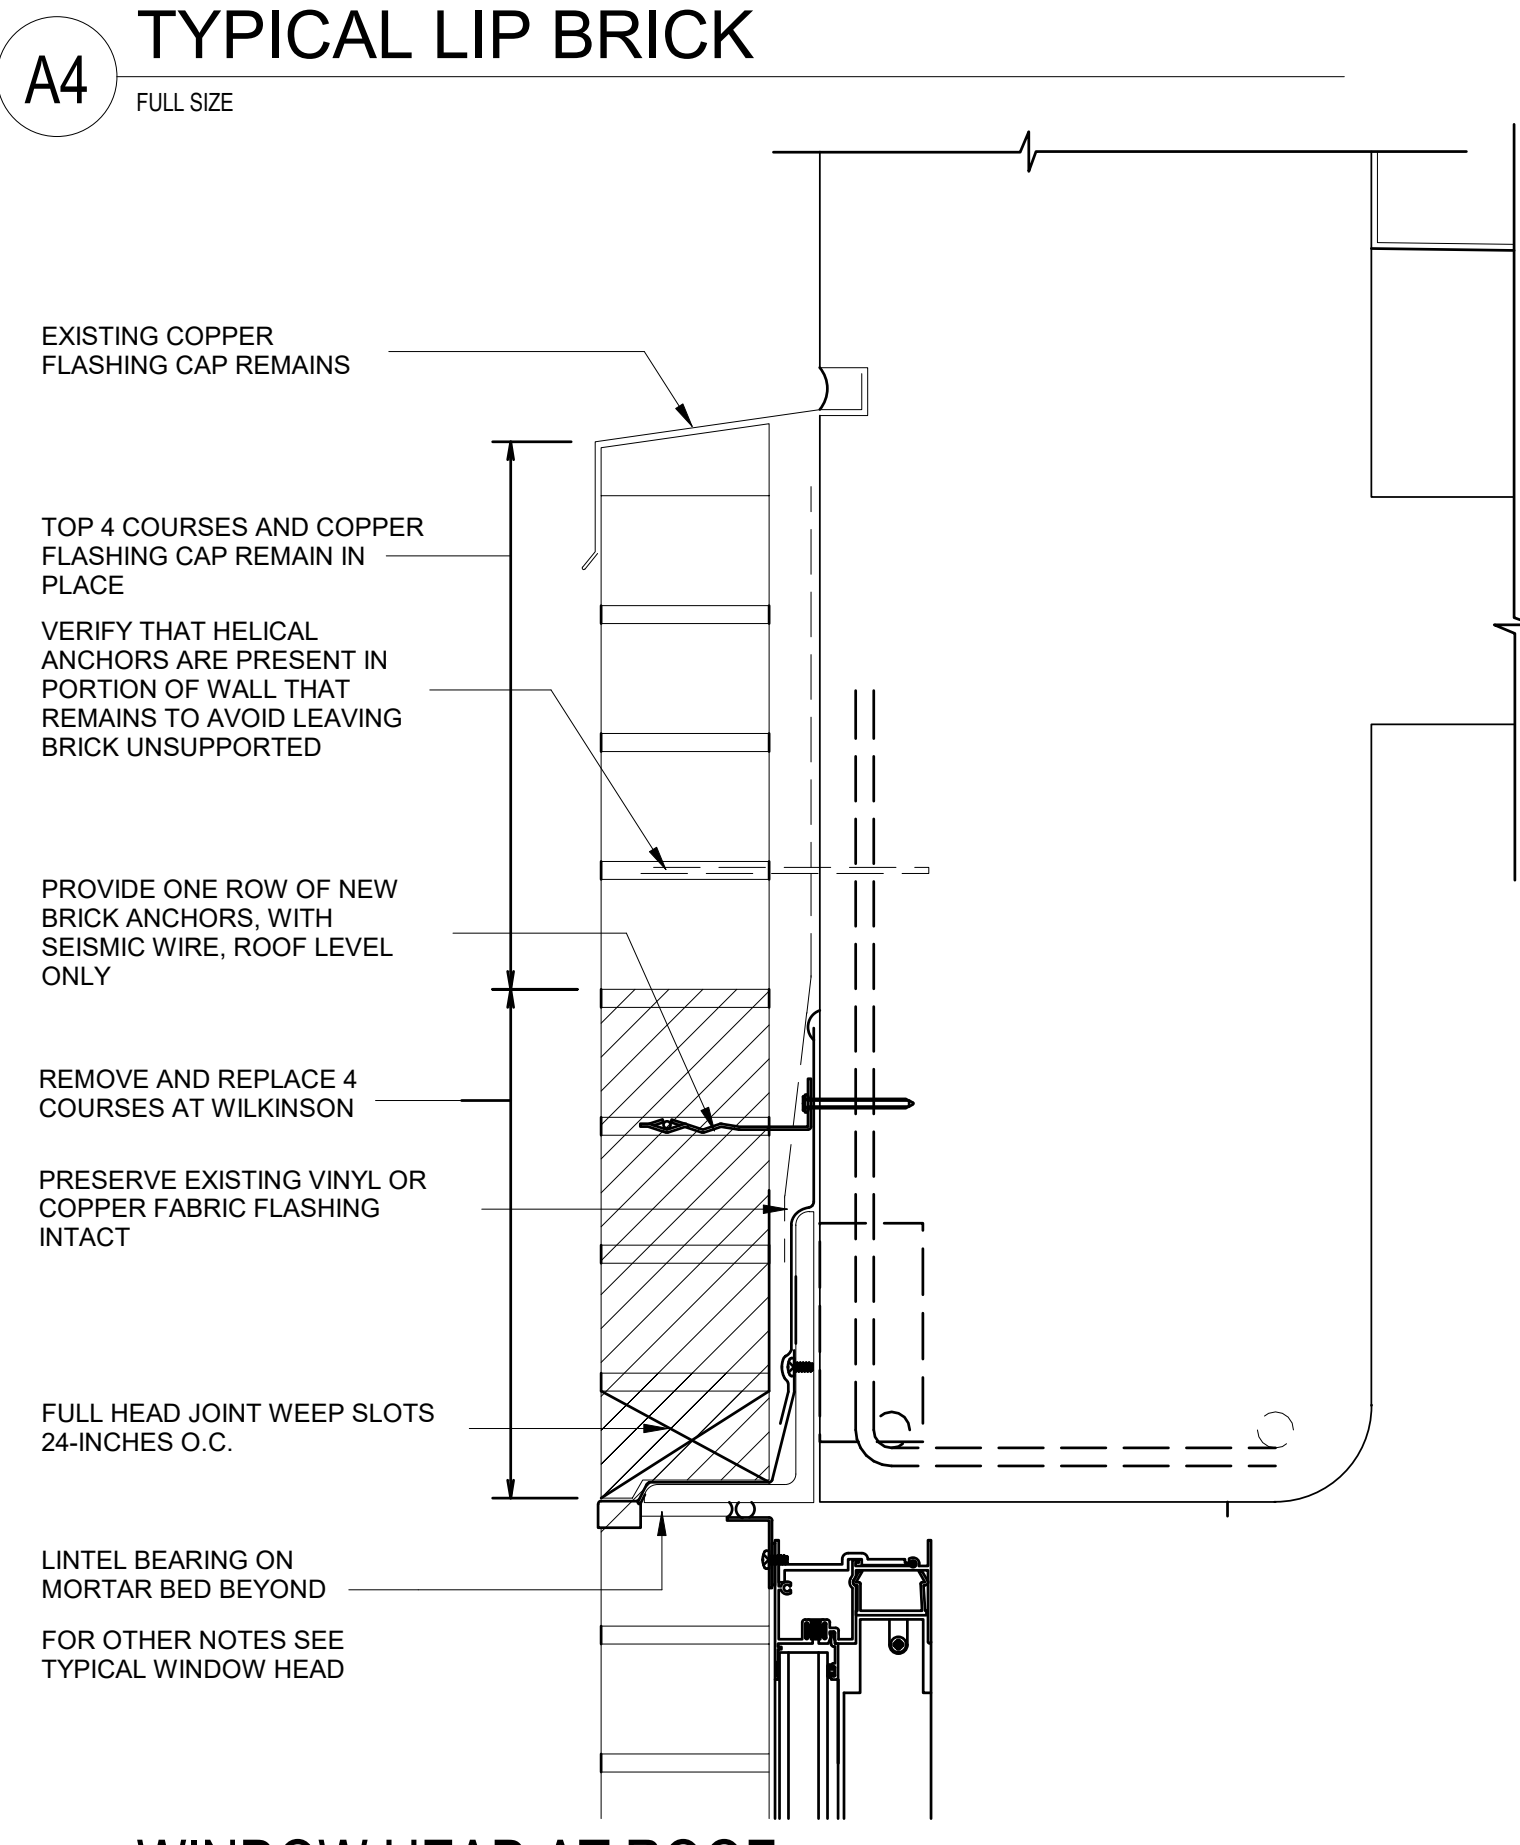 TYPICAL LIP BRICK
A4
FULL SIZE
EXISTING COPPER
FLASHING CAP REMAINS
TOP 4 COURSES AND COPPER
FLASHING CAP REMAIN IN
PLACE
VERIFY THAT HELICAL
ANCHORS ARE PRESENT IN
PORTION OF WALL THAT
REMAINS TO AVOID LEAVING
BRICK UNSUPPORTED
PROVIDE ONE ROW OF NEW
BRICK ANCHORS, WITH
SEISMIC WIRE, ROOF LEVEL
ONLY
REMOVE AND REPLACE 4
COURSES AT WILKINSON
PRESERVE EXISTING VINYL OR
COPPER FABRIC FLASHING
INTACT
FULL HEAD JOINT WEEP SLOTS
24-INCHES O.C.
LINTEL BEARING ON
MORTAR BED BEYOND
FOR OTHER NOTES SEE
TYPICAL WINDOW HEAD
WINDOW HEAD AT ROOF